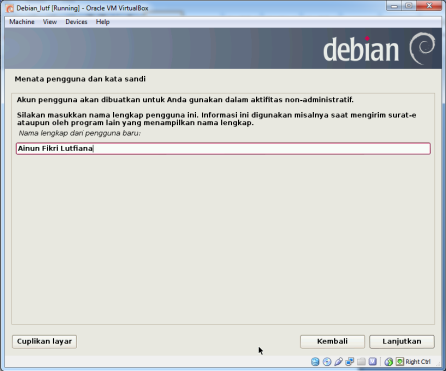 Debian_lutf [Running] - Oracle VM VirtualBox
Machine View Devices Help
debian
Menata pengguna dan kata sandi
Akun pengguna akan dibuatkan untuk Anda gunakan dalam aktifitas non-administratif.
Silakan masukkan nama lengkap pengguna ini. Informasi ini digunakan misalnya saat mengirim surat-e
ataupun oleh program lain yang menampilkan nama lengkap.
Nama lengkap dari pengguna baru:
Ainun Fikri Lutfiana
Cuplikan layar
Kembali
Lanjutkan
Right Ctrl